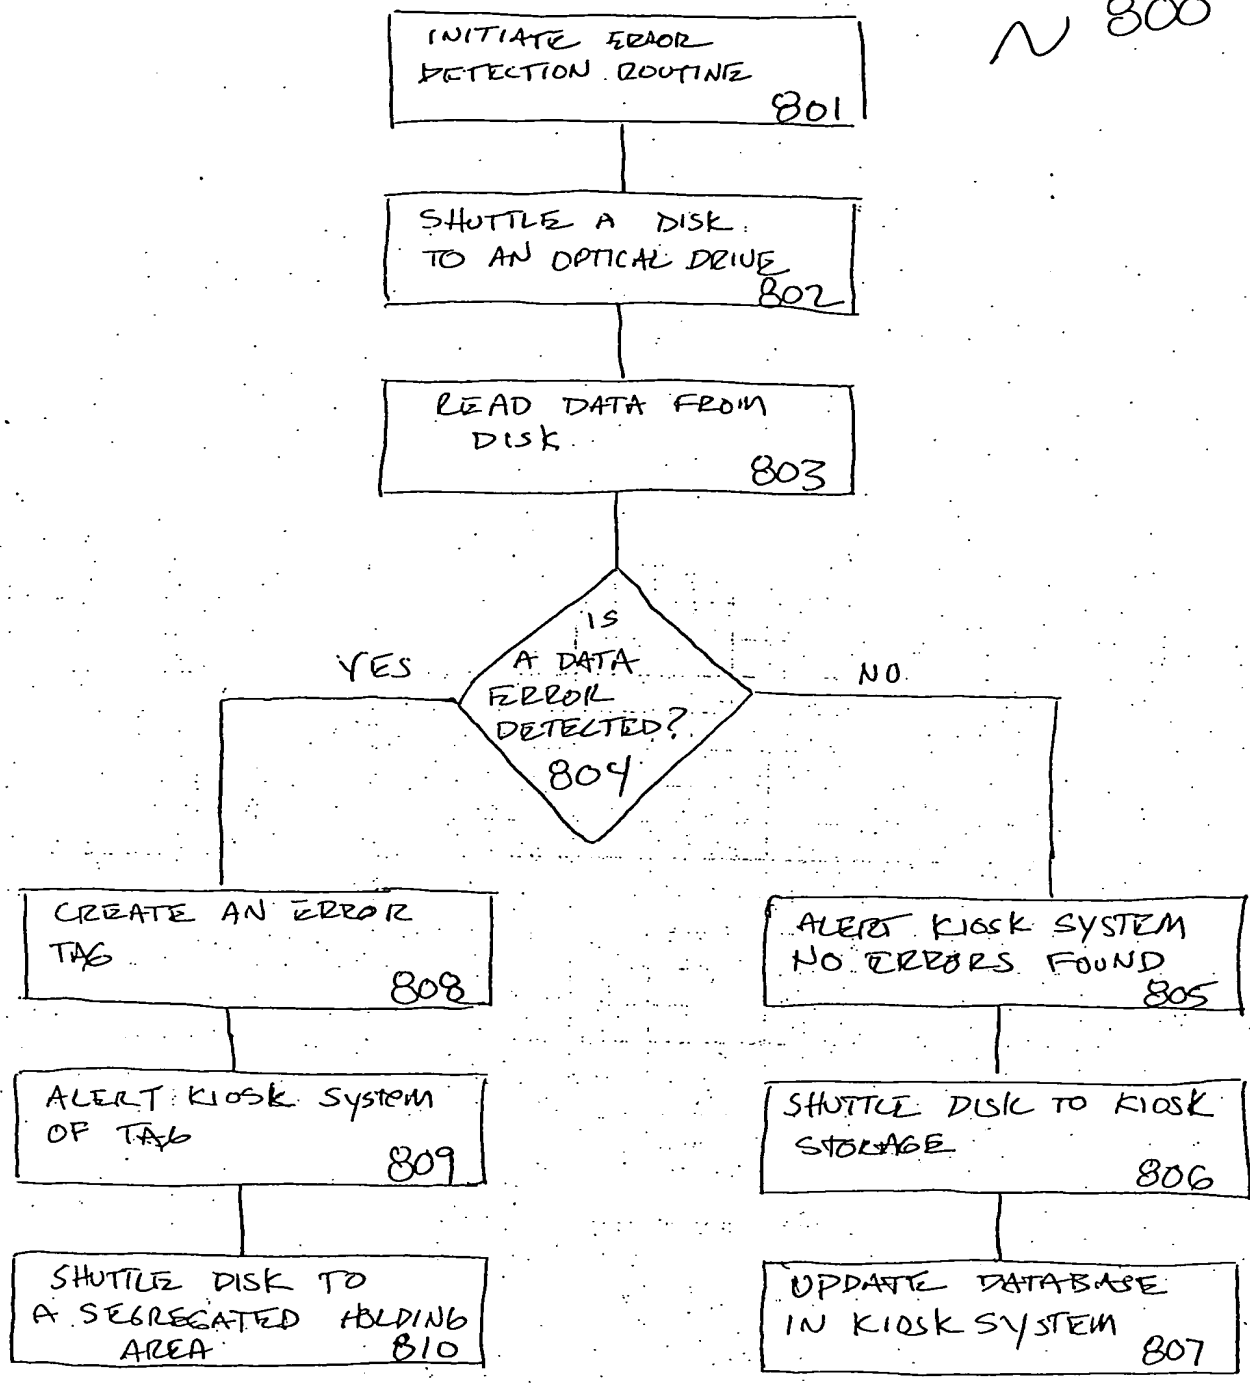 ~ 800
INITIATE ERROR
DETECTION ROUTINE
801
SHUTTLE A DISK
TO AN OPTICAL DRIVE
802
READ DATA FROM
DISK
803
IS
A DATA
ERROR
DETECTED?
804
YES
NO
CREATE AN ERROR
TAG
808
ALERT KIOSK SYSTEM
OF TAG
809
SHUTTLE DISK TO
A SEGREGATED HOLDING
AREA 810
ALERT KIOSK SYSTEM
NO ERRORS FOUND
805
SHUTTLE DISK TO KIOSK
STORAGE
806
UPDATE DATABASE
IN KIOSK SYSTEM
807